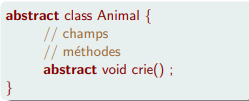 abstract class Animal {
// champs
// méthodes
abstract void crie() ;
}